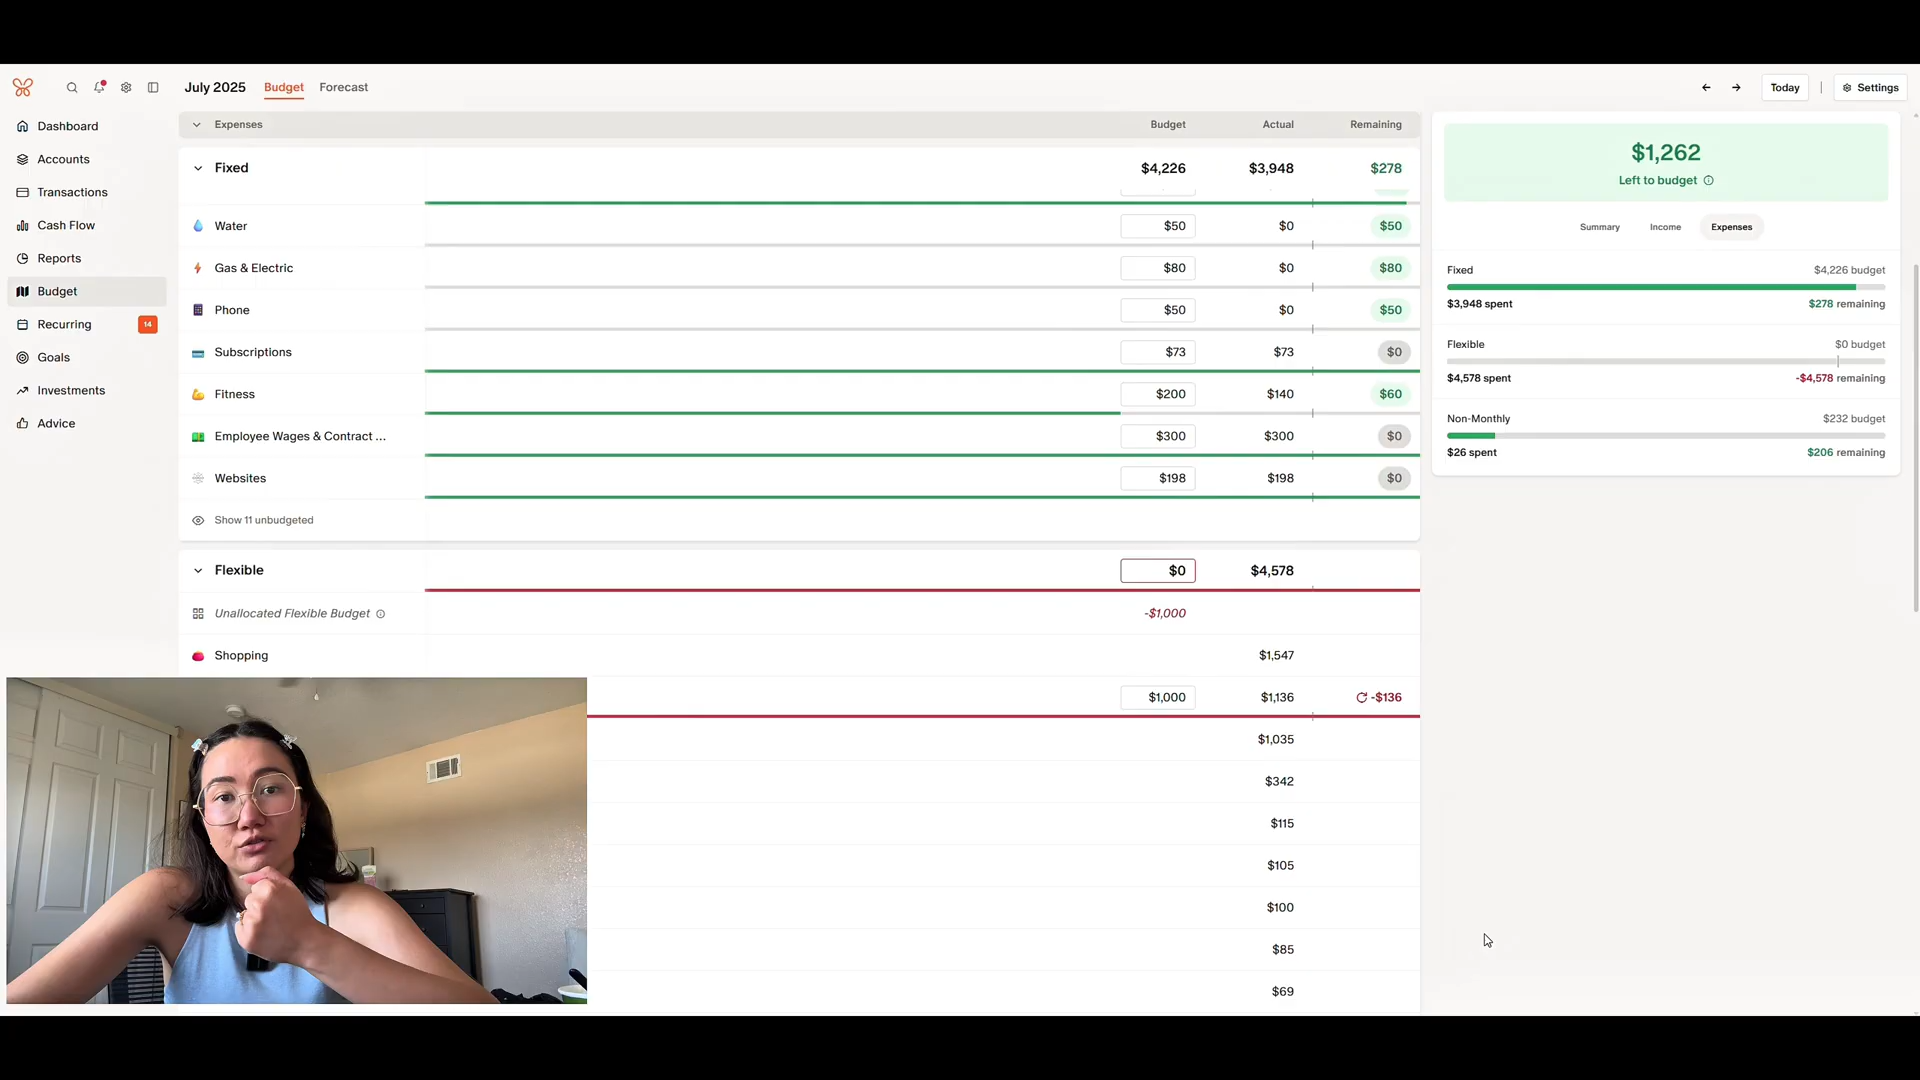 July 2025 Budget Forecast Today Settings
Dashboard
Accounts
Transactions
Cash Flow
Reports
Budget
Recurring 14
Goals
Investments
Advice
Expenses Budget Actual Remaining
Fixed $4,226 $3,948 $278
Water $50 $0 $50
Gas & Electric $80 $0 $80
Phone $50 $0 $50
Subscriptions $73 $73 $0
Fitness $200 $140 $60
Employee Wages & Contract ... $300 $300 $0
Websites $198 $198 $0
Show 11 unbudgeted
Flexible $0 $4,578
Unallocated Flexible Budget -$1,000
Shopping $1,547
$1,000 $1,136 -$136
$1,035
$342
$115
$105
$100
$85
$69
$1,262
Left to budget
Summary Income Expenses
Fixed $4,226 budget
$3,948 spent $278 remaining
Flexible $0 budget
$4,578 spent -$4,578 remaining
Non-Monthly $232 budget
$26 spent $206 remaining